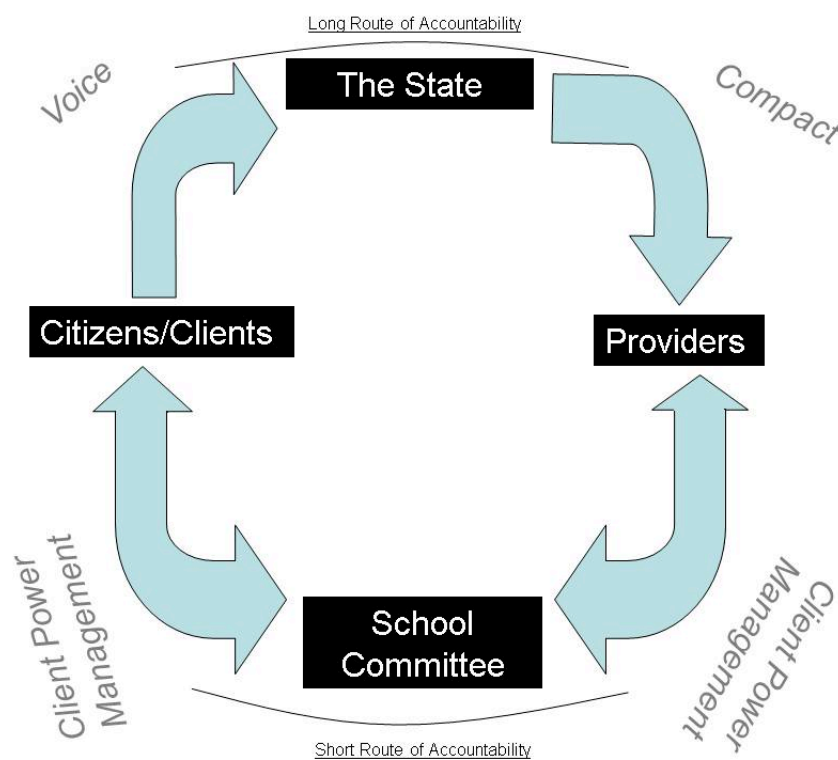 Long Route of Accountability
Voice
The State
Compact
Citizens/Clients
Providers
Client Power
Management
School
Committee
Client Power
Management
Short Route of Accountability